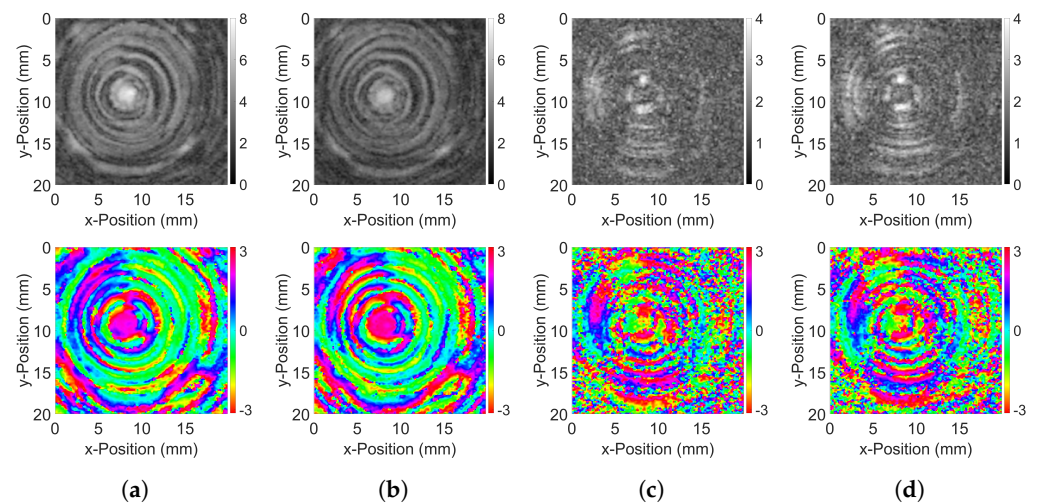 0 8 0 8 0 4 0 4
5 6 5 6 5 3 5 3
10 4 10 4 10 2 10 2
15 2 15 2 15 1 15 1
20 0 20 0 20 0 20 0
y-Position (mm) y-Position (mm) y-Position (mm) y-Position (mm)
0 5 10 15 0 5 10 15 0 5 10 15 0 5 10 15
x-Position (mm) x-Position (mm) x-Position (mm) x-Position (mm)
0 3 0 3 0 3 0 3
5 5 5 5
10 0 10 0 10 0 10 0
15 15 15 15
20 -3 20 -3 20 -3 20 -3
y-Position (mm) y-Position (mm) y-Position (mm) y-Position (mm)
0 5 10 15 0 5 10 15 0 5 10 15 0 5 10 15
x-Position (mm) x-Position (mm) x-Position (mm) x-Position (mm)
(a) (b) (c) (d)